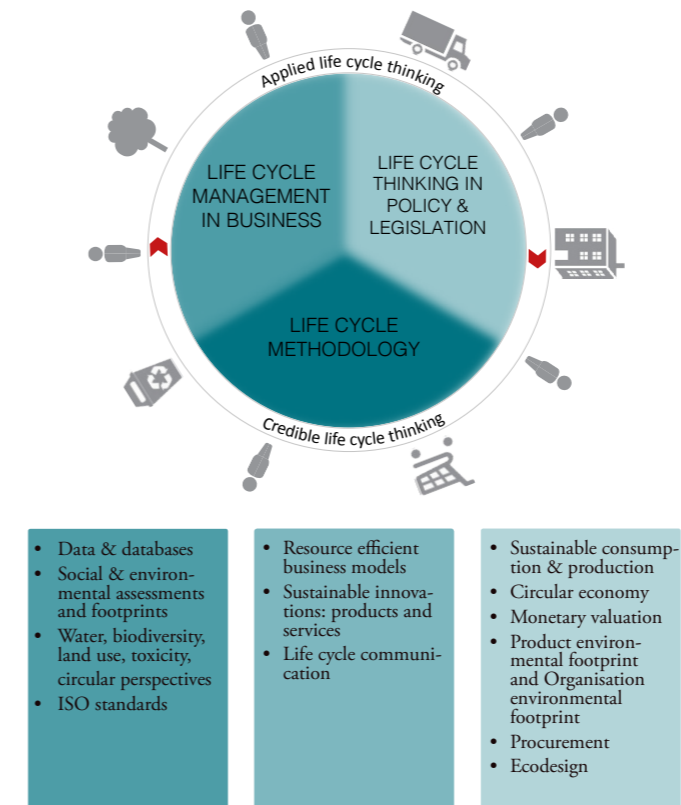 Applied life cycle thinking
LIFE CYCLE
MANAGEMENT
IN BUSINESS
LIFE CYCLE
THINKING IN
POLICY &
LEGISLATION
LIFE CYCLE
METHODOLOGY
Credible life cycle thinking
• Data & databases
• Social & environ-
mental assessments
and footprints
• Water, biodiversity,
land use, toxicity,
circular perspectives
• ISO standards
• Resource efficient
business models
• Sustainable innova-
tions: products and
services
• Life cycle communi-
cation
• Sustainable consump-
tion & production
• Circular economy
• Monetary valuation
• Product environ-
mental footprint
and Organisation
environmental
footprint
• Procurement
• Ecodesign